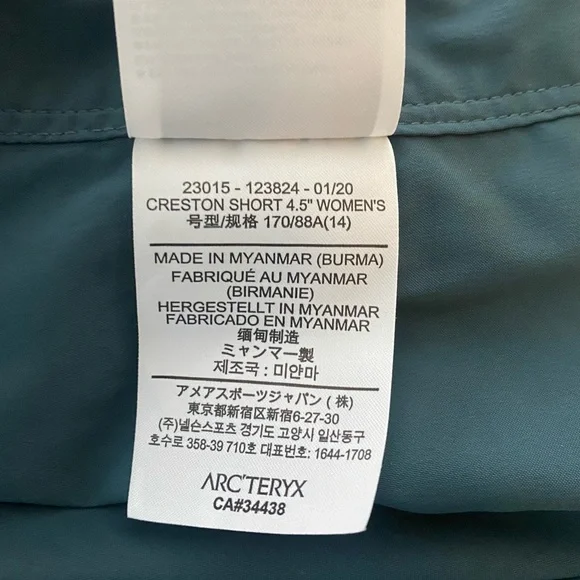 23015 - 123824 - 01/20
CRESTON SHORT 4.5" WOMEN'S
号型/规格 170/88A(14)
MADE IN MYANMAR (BURMA)
FABRIQUÉ AU MYANMAR
(BIRMANIE)
HERGESTELLT IN MYANMAR
FABRICADO EN MYANMAR
缅甸制造
ミャンマー製
제조국 : 미얀마
アメアスポーツジャパン ( 株)
東京都新宿区新宿6-27-30
(주)넬슨스포츠 경기도 고양시 일산동구
호수로 358-39 710호 대표번호: 1644-1708
ARC'TERYX
CA#34438